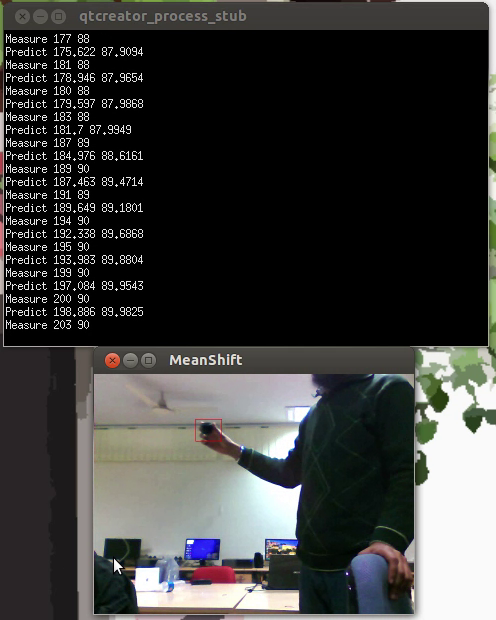 qtcreator_process_stub
Measure 177 88
Predict 175.622 87.9094
Measure 181 88
Predict 178.946 87.9654
Measure 180 88
Predict 179.597 87.9868
Measure 183 88
Predict 181.7 87.9949
Measure 187 89
Predict 184.976 88.6161
Measure 189 90
Predict 187.463 89.4714
Measure 191 89
Predict 189.649 89.1801
Measure 194 90
Predict 192.338 89.6868
Measure 195 90
Predict 193.983 89.8804
Measure 199 90
Predict 197.084 89.9543
Measure 200 90
Predict 198.886 89.9825
Measure 203 90
MeanShift